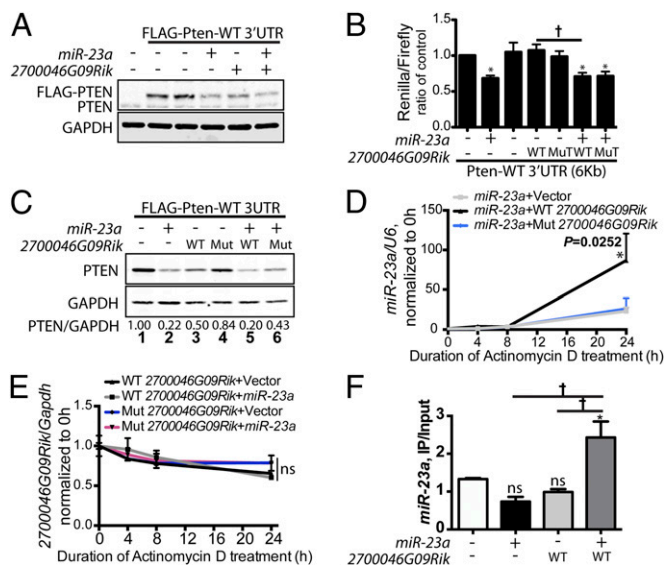 A
FLAG-Pten-WT 3'UTR
miR-23a - - - + - +
2700046G09Rik - - - - + +
FLAG-PTEN
PTEN
GAPDH
B
Renilla/Firefly
ratio of control
1.5
1.0
0.5
0.0
* † * *
miR-23a - + - - - + +
2700046G09Rik - - - WT MuT WT MuT
Pten-WT 3'UTR (6Kb)
C
FLAG-Pten-WT 3UTR
miR-23a - + - - + +
2700046G09Rik - - WT Mut WT Mut
PTEN
GAPDH
PTEN/GAPDH 1.00 0.22 0.50 0.84 0.20 0.43
1 2 3 4 5 6
D
miR-23a+Vector
miR-23a+WT 2700046G09Rik
miR-23a+Mut 2700046G09Rik
miR-23a/U6,
normalized to 0h
150
100
50
0
P=0.0252
*
0 4 8 12 16 20 24
Duration of Actinomycin D treatment (h)
E
WT 2700046G09Rik+Vector
WT 2700046G09Rik+miR-23a
Mut 2700046G09Rik+Vector
Mut 2700046G09Rik+miR-23a
2700046G09Rik/Gapdh
normalized to 0h
1.5
1.0
0.5
0.0
ns
0 4 8 12 16 20 24
Duration of Actinomycin D treatment (h)
F
miR-23a, IP/Input
4
3
2
1
0
†
†
ns ns *
miR-23a - + - +
2700046G09Rik - - WT WT